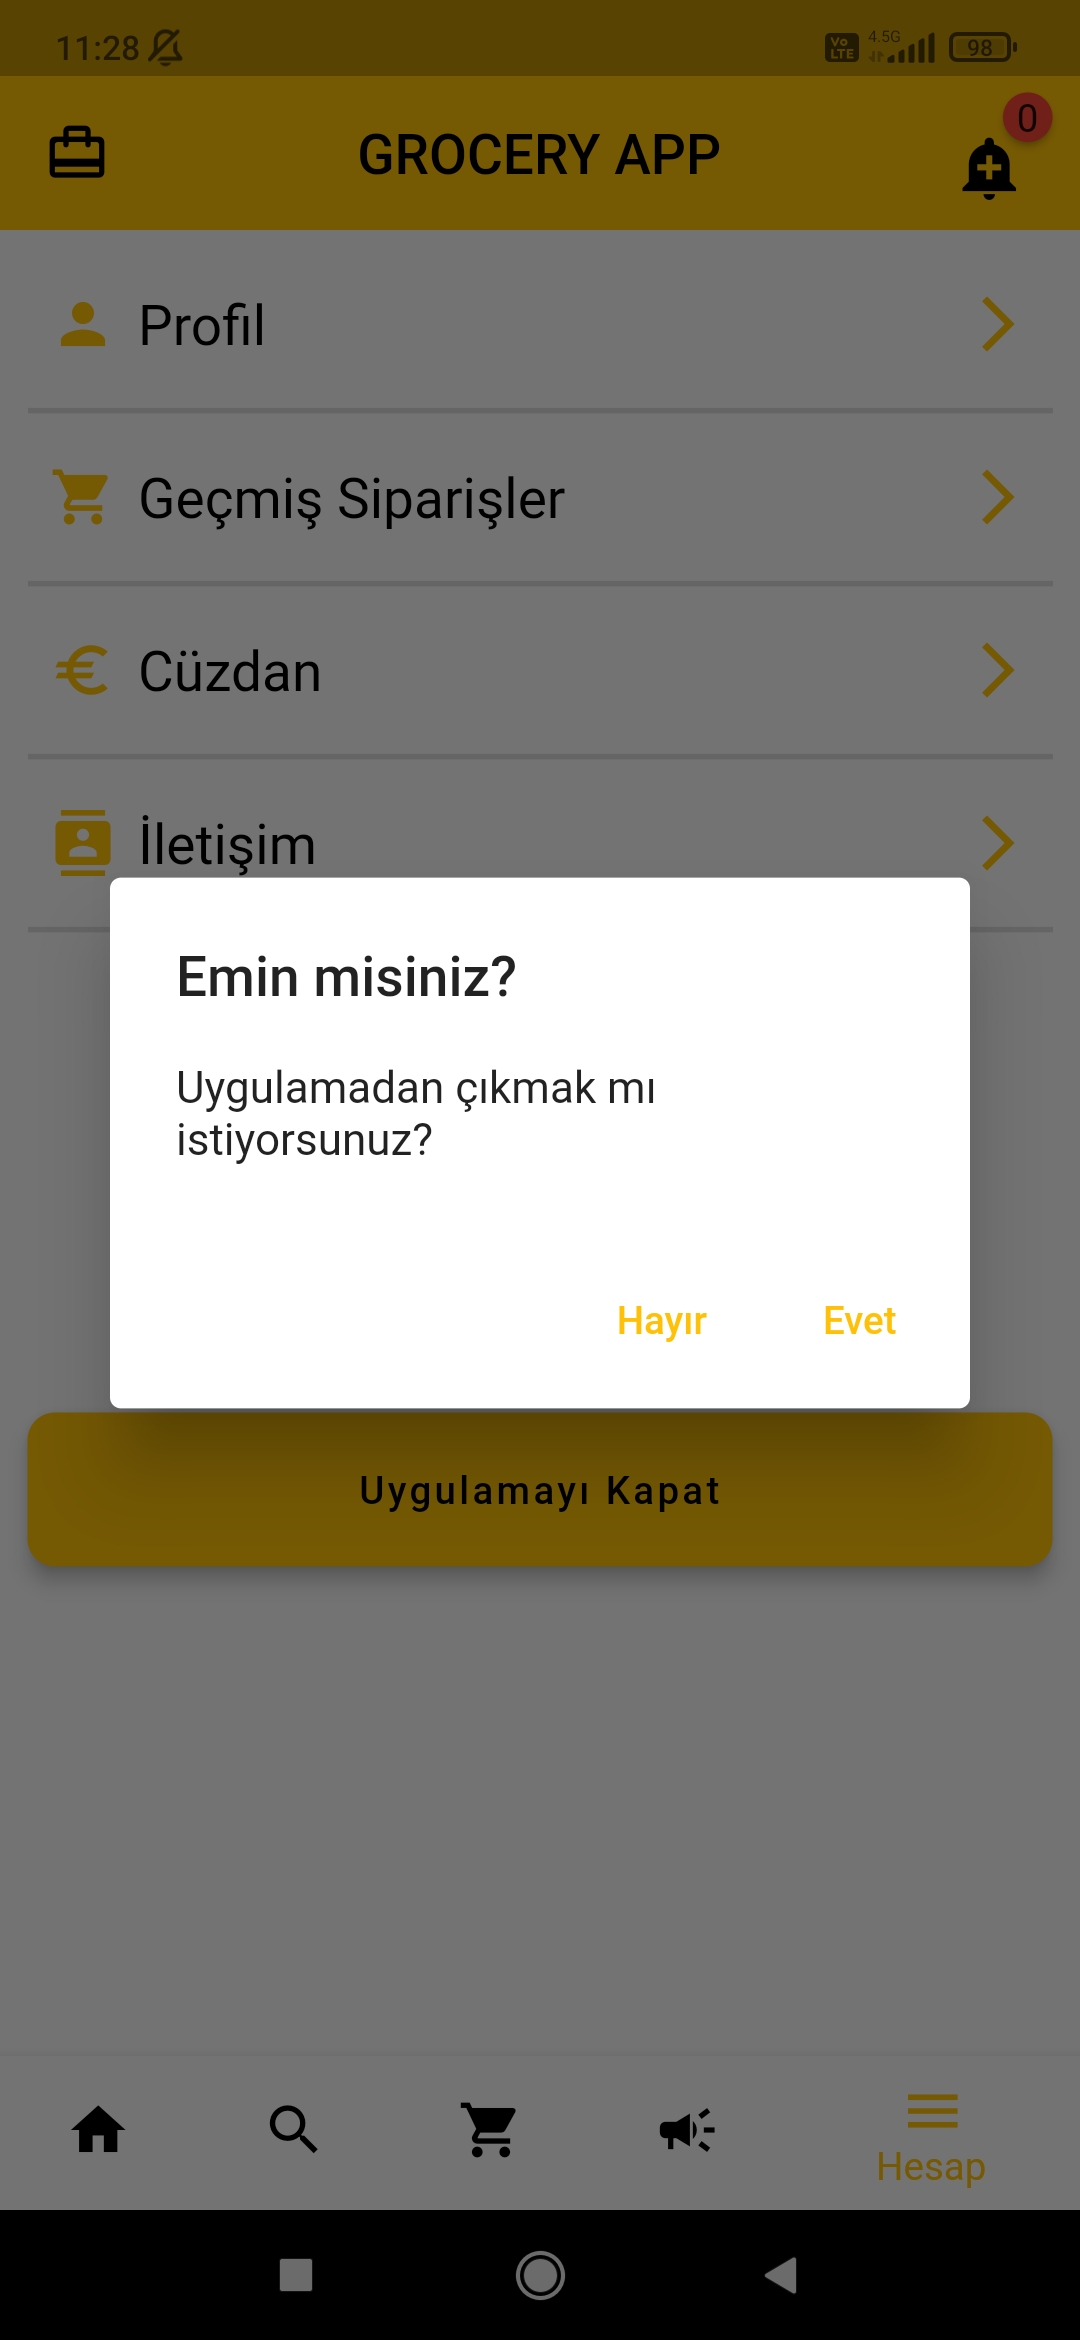 11:28
Vo
LTE
4.5G
98
GROCERY APP
0
Profil
Geçmiş Siparişler
Cüzdan
İletişim
Emin misiniz?
Uygulamadan çıkmak mı
istiyorsunuz?
Hayır
Evet
Uygulamayı Kapat
Hesap